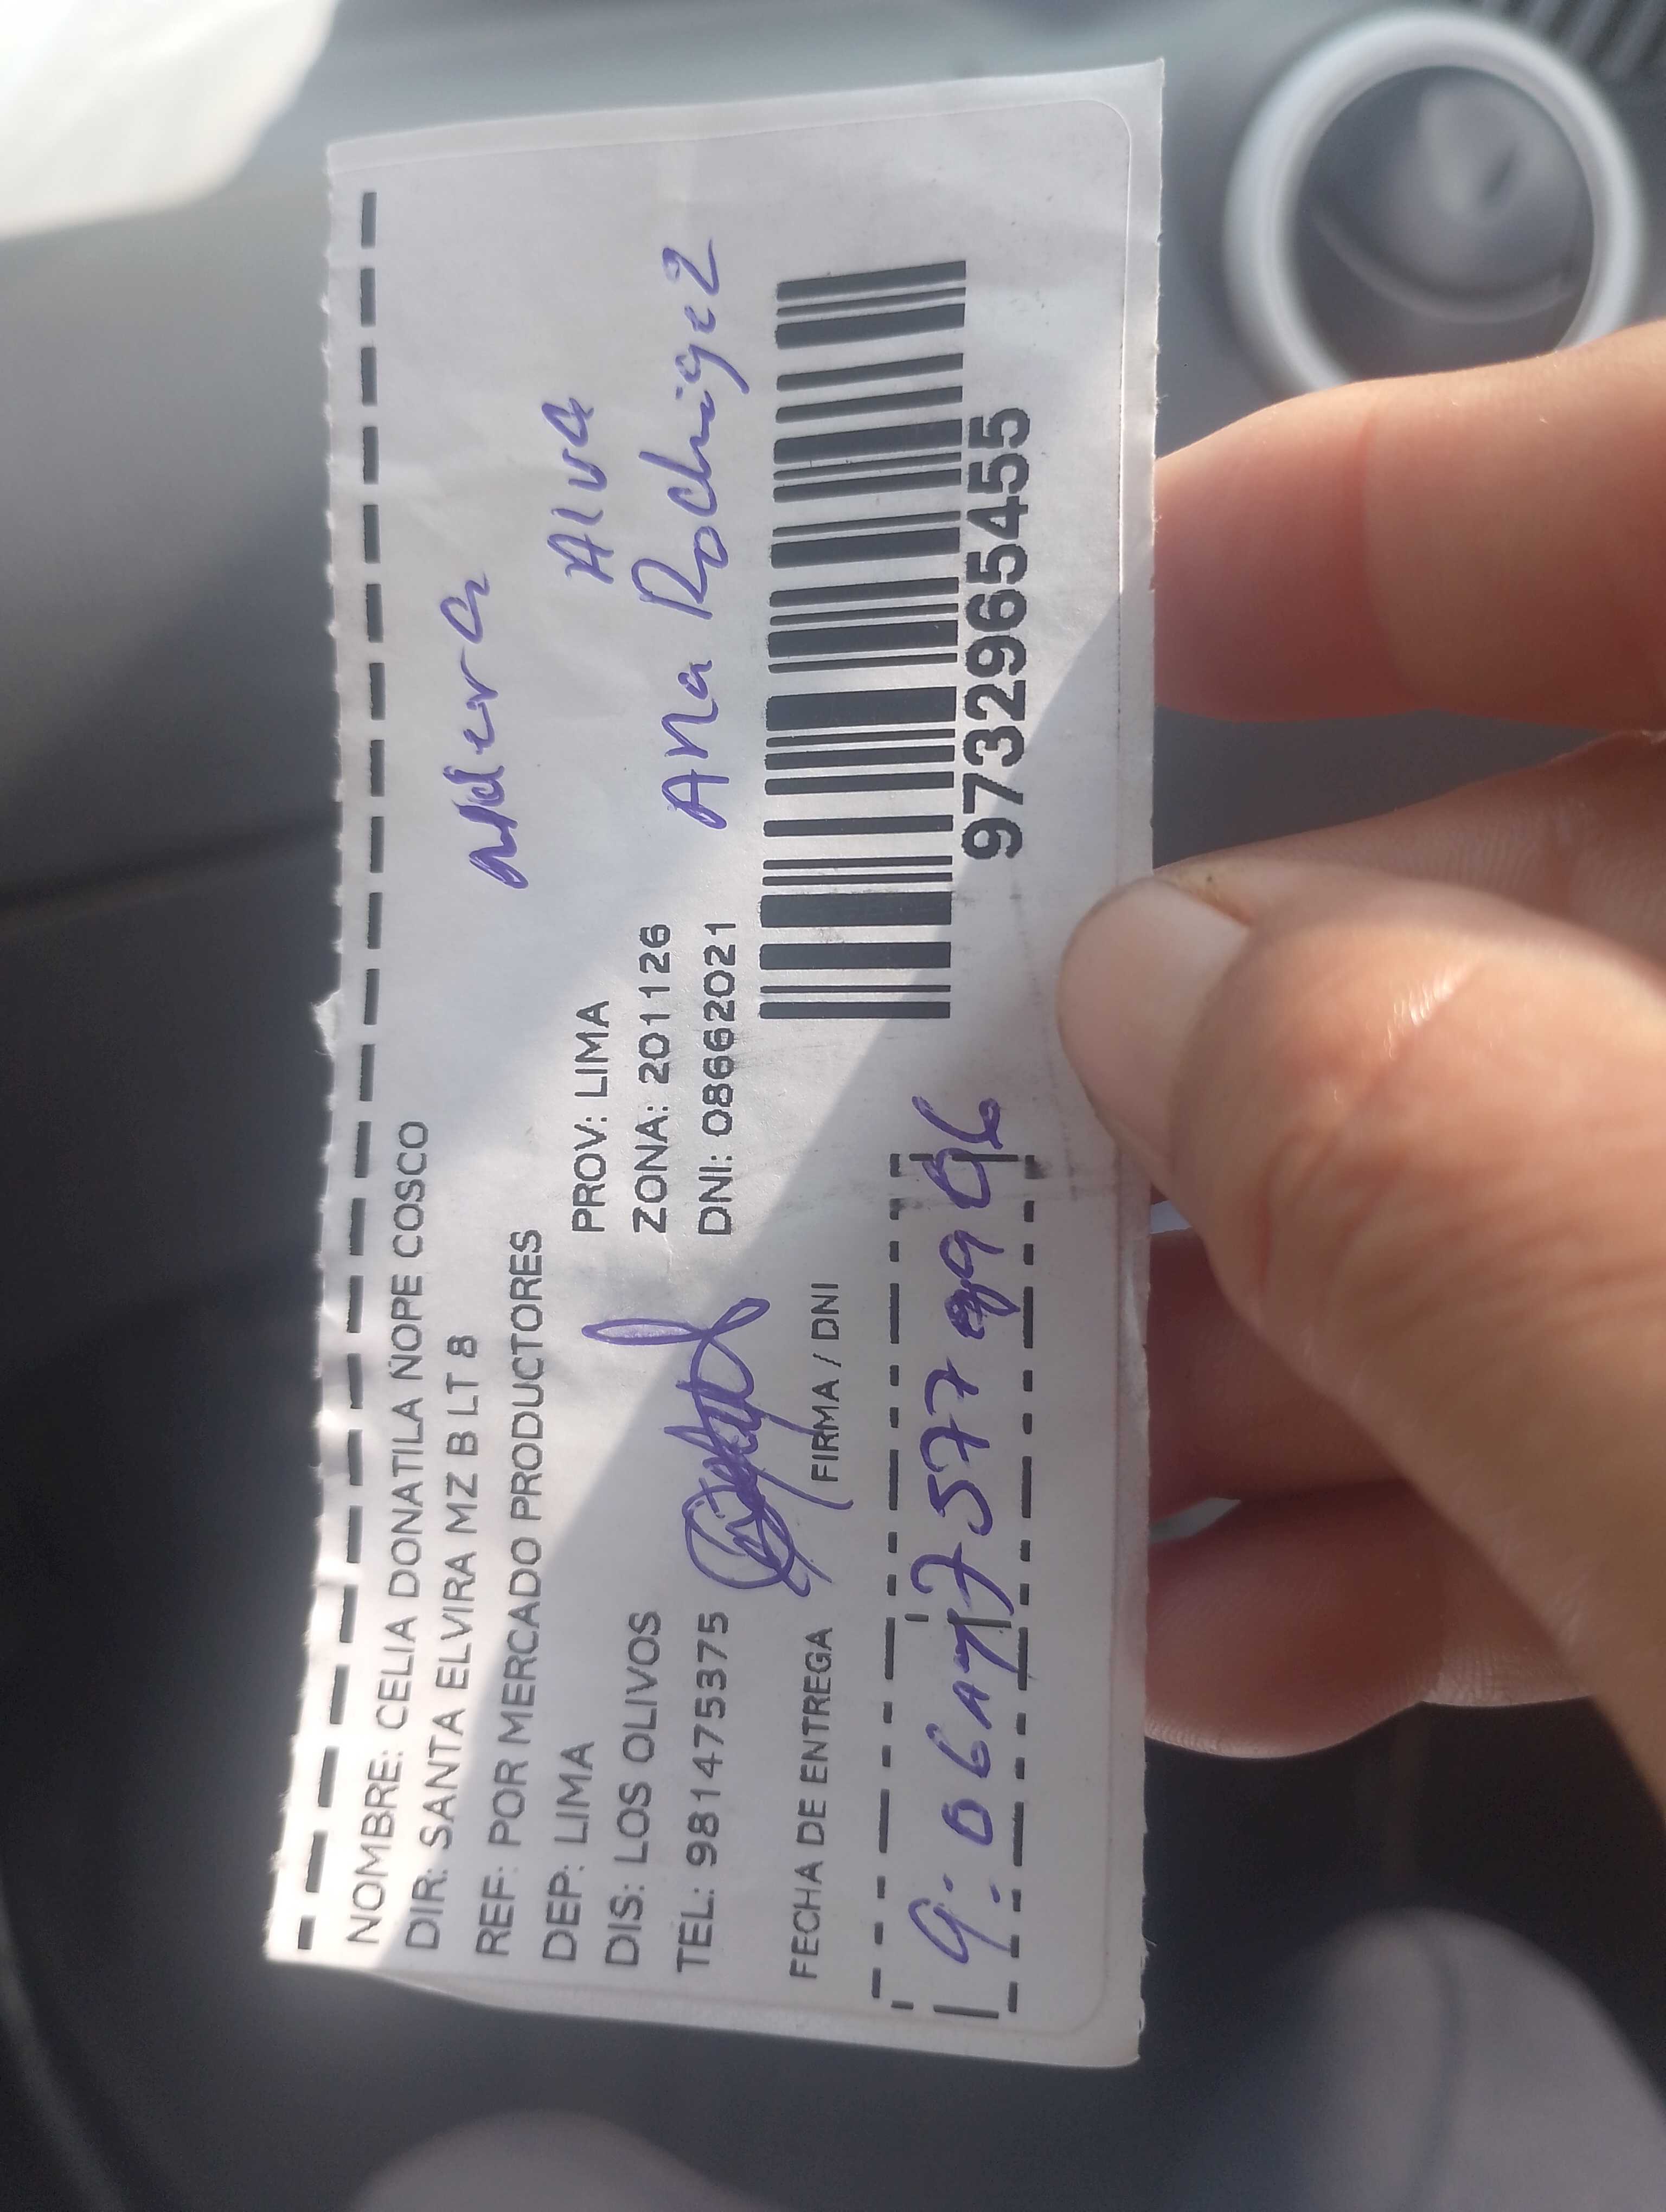 NOMBRE: CELIA DONATILA ÑOPE COSCO
DIR: SANTA ELVIRA MZ B LT 8
REF: POR MERCADO PRODUCTORES
DEP: LIMA PROV: LIMA
DIS: LOS OLIVOS ZONA: 201126
TEL: 981475375 DNI: 08662021
Alva
Ana Rodriguez
FECHA DE ENTREGA FIRMA / DNI
9732965455